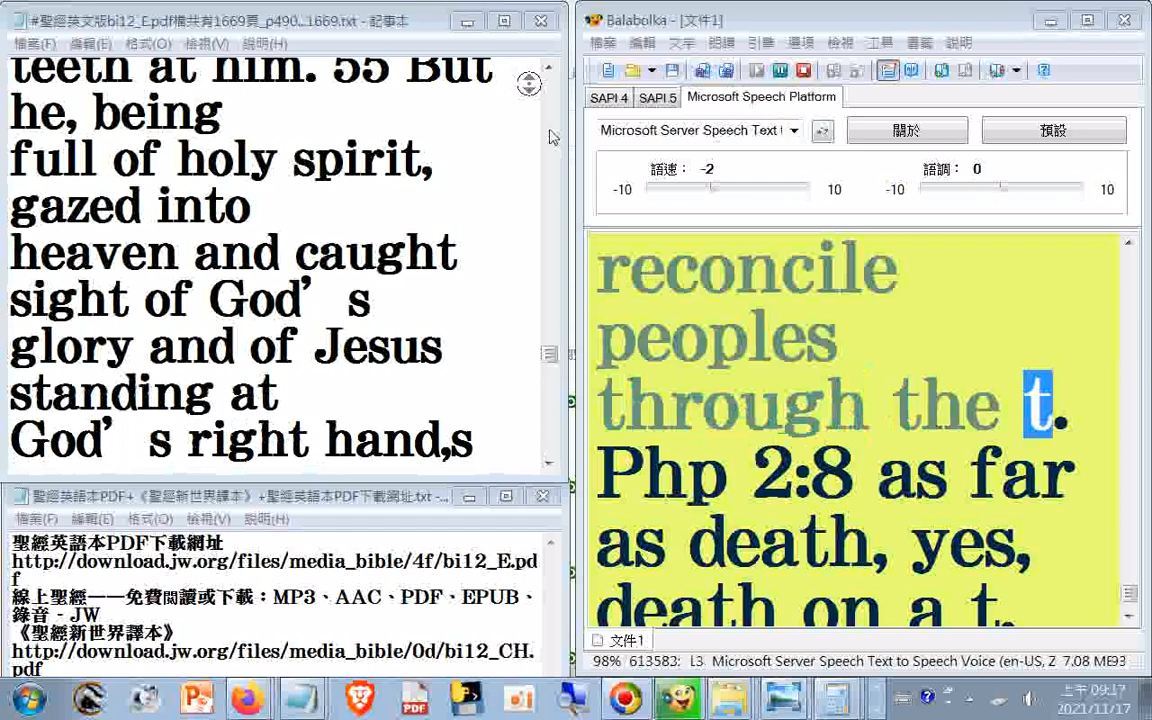 #聖經英文版bi12_E.pdf檔共有1669頁_p490...1669.txt - 記事本
檔案(F) 編輯(E) 格式(O) 檢視(V) 說明(H)
teeth at him. 55 But
he, being
full of holy spirit,
gazed into
heaven and caught
sight of God’s
glory and of Jesus
standing at
God’s right hand,s
聖經英語本PDF+《聖經新世界譯本》+聖經英語本PDF下載網址.txt - ...
檔案(F) 編輯(E) 格式(O) 檢視(V) 說明(H)
聖經英語本PDF下載網址
http://download.jw.org/files/media_bible/4f/bi12_E.pd
f
線上聖經——免費閱讀或下載：MP3、AAC、PDF、EPUB、
錄音 - JW
《聖經新世界譯本》
http://download.jw.org/files/media_bible/0d/bi12_CH.
pdf
Balabolka - [文件1]
檔案 編輯 文字 朗讀 引擎 選項 檢視 工具 書籤 說明
SAPI 4 SAPI 5 Microsoft Speech Platform
Microsoft Server Speech Text 關於 預設
語速： -2 語調： 0
-10 10 -10 10
reconcile
peoples
through the t.
Php 2:8 as far
as death, yes,
death on a t.
文件1
98% 613583: L3 Microsoft Server Speech Text to Speech Voice (en-US, Z 7.08 ME93
上午 09:17
2021/11/17